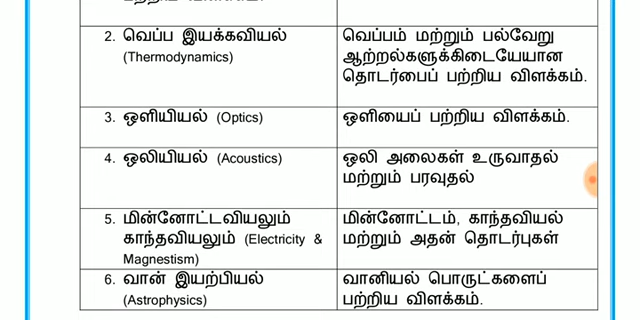 2. வெப்ப இயக்கவியல்
(Thermodynamics)
வெப்பம் மற்றும் பல்வேறு
ஆற்றல்களுக்கிடையேயான
தொடர்பைப் பற்றிய விளக்கம்.
3. ஒளியியல் (Optics)
ஒளியைப் பற்றிய விளக்கம்.
4. ஒலியியல் (Acoustics)
ஒலி அலைகள் உருவாதல்
மற்றும் பரவுதல்
5. மின்னோட்டவியலும்
காந்தவியலும் (Electricity &
Magnestism)
மின்னோட்டம், காந்தவியல்
மற்றும் அதன் தொடர்புகள்
6. வான் இயற்பியல்
(Astrophysics)
வானியல் பொருட்களைப்
பற்றிய விளக்கம்.